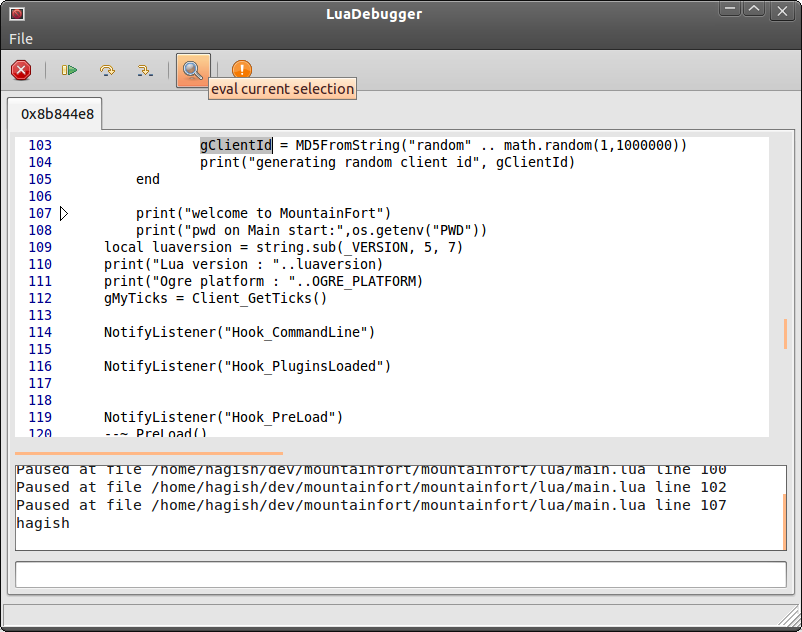 LuaDebugger
File
eval current selection
0x8b844e8
103 gClientId = MD5FromString("random" .. math.random(1,1000000))
104 print("generating random client id", gClientId)
105 end
106
107 print("welcome to MountainFort")
108 print("pwd on Main start:",os.getenv("PWD"))
109 local luaversion = string.sub(_VERSION, 5, 7)
110 print("Lua version : "..luaversion)
111 print("Ogre platform : "..OGRE_PLATFORM)
112 gMyTicks = Client_GetTicks()
113
114 NotifyListener("Hook_CommandLine")
115
116 NotifyListener("Hook_PluginsLoaded")
117
118
119 NotifyListener("Hook_PreLoad")
120 --~ PreLoad()
Paused at file /home/hagish/dev/mountainfort/mountainfort/lua/main.lua line 100
Paused at file /home/hagish/dev/mountainfort/mountainfort/lua/main.lua line 102
Paused at file /home/hagish/dev/mountainfort/mountainfort/lua/main.lua line 107
hagish